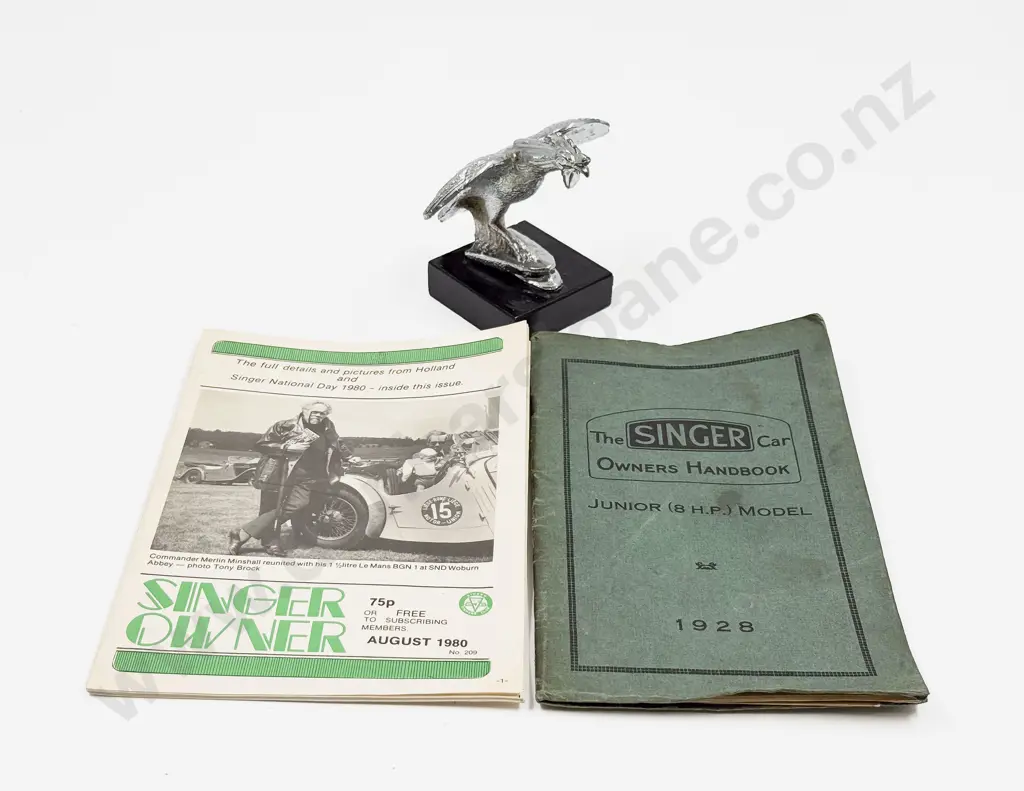 The full details and pictures from Holland
and
Singer National Day 1980 – inside this issue.
15
Commander Merlin Minshall reunited with his 1 ½litre Le Mans BGN 1 at SND Woburn
Abbey — photo Tony Brock
SINGER
OWNER
75p
OR FREE
TO SUBSCRIBING
MEMBERS
AUGUST 1980
No. 209
-1-
The SINGER Car
OWNERS HANDBOOK
JUNIOR (8 H.P.) MODEL
1928